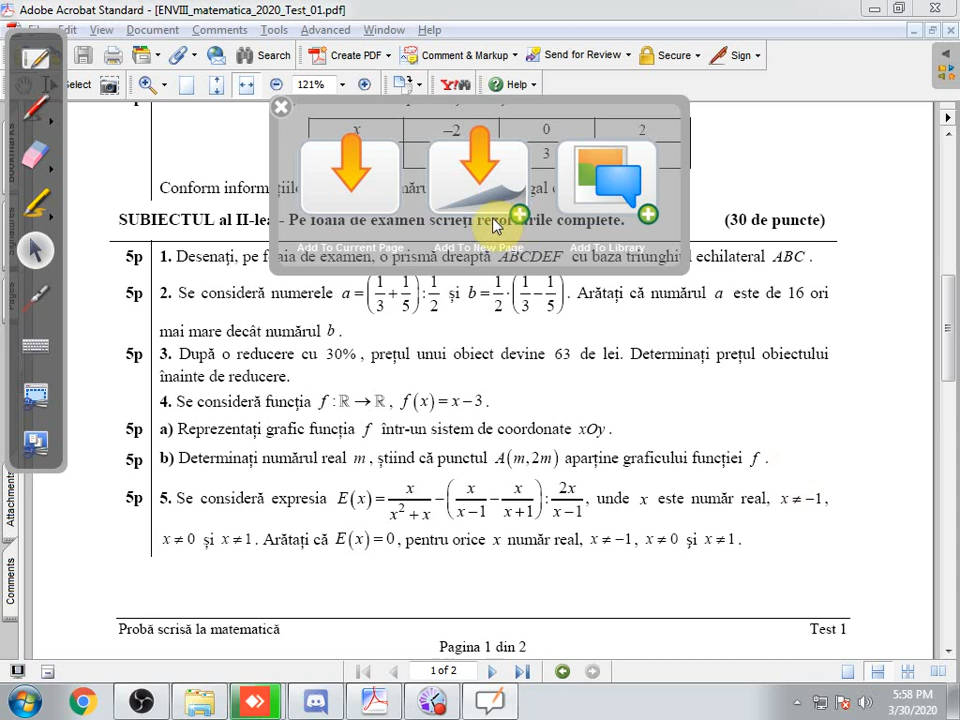 Adobe Acrobat Standard - [ENVIII_matematica_2020_Test_01.pdf]
Edit View Document Comments Tools Advanced Window Help
Search Create PDF Comment & Markup Send for Review Secure Sign
Select 121% Y! Help
x −2 0 2
3
Conform
SUBIECTUL al II-lea - Pe foaia de examen scrieți rezolvările complete. (30 de puncte)
Add To Current Page Add To New Page Add To Library
5p 1. Desenați, pe foaia de examen, o prismă dreaptă ABCDEF cu baza triunghiul echilateral ABC .
5p 2. Se consideră numerele a = (1/3 + 1/5) : 1/2 și b = 1/2 · (1/3 − 1/5) . Arătați că numărul a este de 16 ori
mai mare decât numărul b .
5p 3. După o reducere cu 30% , prețul unui obiect devine 63 de lei. Determinați prețul obiectului
înainte de reducere.
4. Se consideră funcția f : ℝ → ℝ , f(x) = x − 3 .
5p a) Reprezentați grafic funcția f într-un sistem de coordonate xOy .
5p b) Determinați numărul real m , știind că punctul A(m, 2m) aparține graficului funcției f .
5p 5. Se consideră expresia E(x) = x/(x² + x) − (x/(x−1) − x/(x+1)) : 2x/(x−1) , unde x este număr real, x ≠ −1 ,
x ≠ 0 și x ≠ 1 . Arătați că E(x) = 0 , pentru orice x număr real, x ≠ −1 , x ≠ 0 şi x ≠ 1 .
Attachments
Comments
Probă scrisă la matematică Test 1
Pagina 1 din 2
1 of 2
5:58 PM
3/30/2020